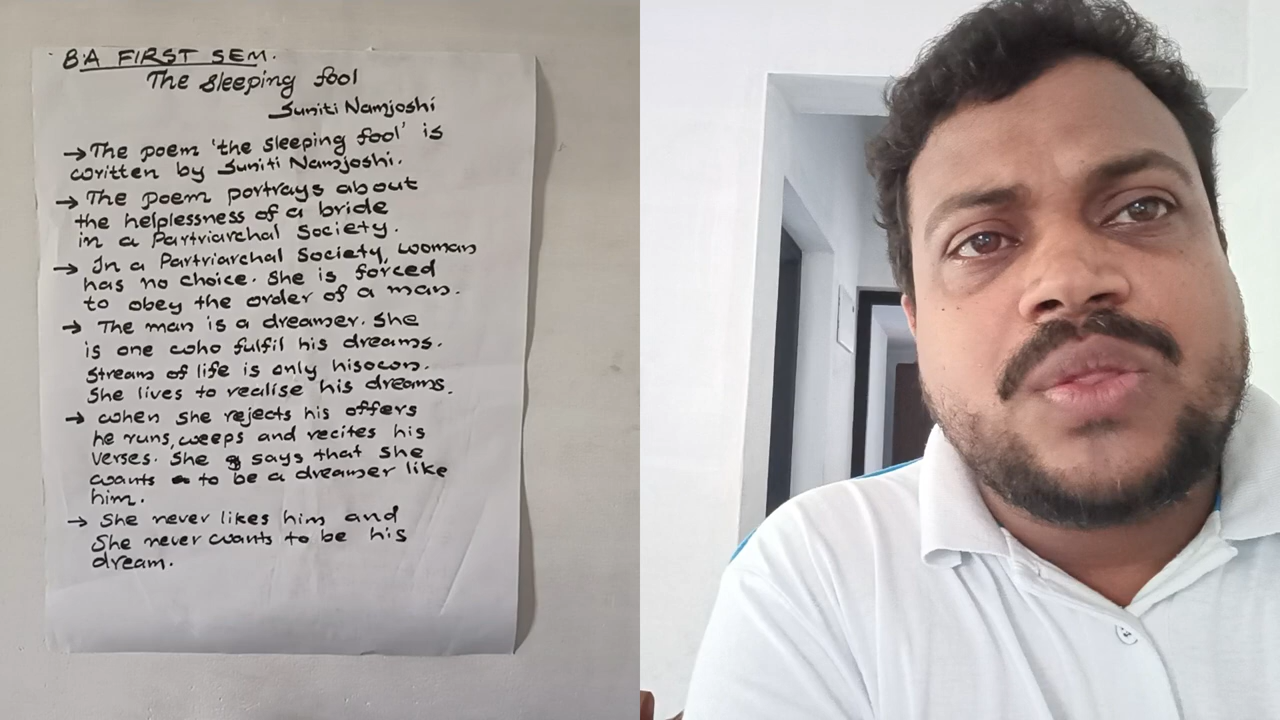 B.A FIRST SEM.
The Sleeping fool
Suniti Namjoshi
→ The poem 'the sleeping fool' is
written by Suniti Namjoshi.
→ The poem portrays about
the helplessness of a bride
in a Partriarchal Society.
→ In a Partriarchal Society, woman
has no choice. She is forced
to obey the order of a man.
→ The man is a dreamer. She
is one who fulfil his dreams.
Stream of life is only hisown.
She lives to realise his dreams.
→ when she rejects his offers
he runs, weeps and recites his
verses. She says that she
wants to be a dreamer like
him.
→ She never likes him and
She never wants to be his
dream.